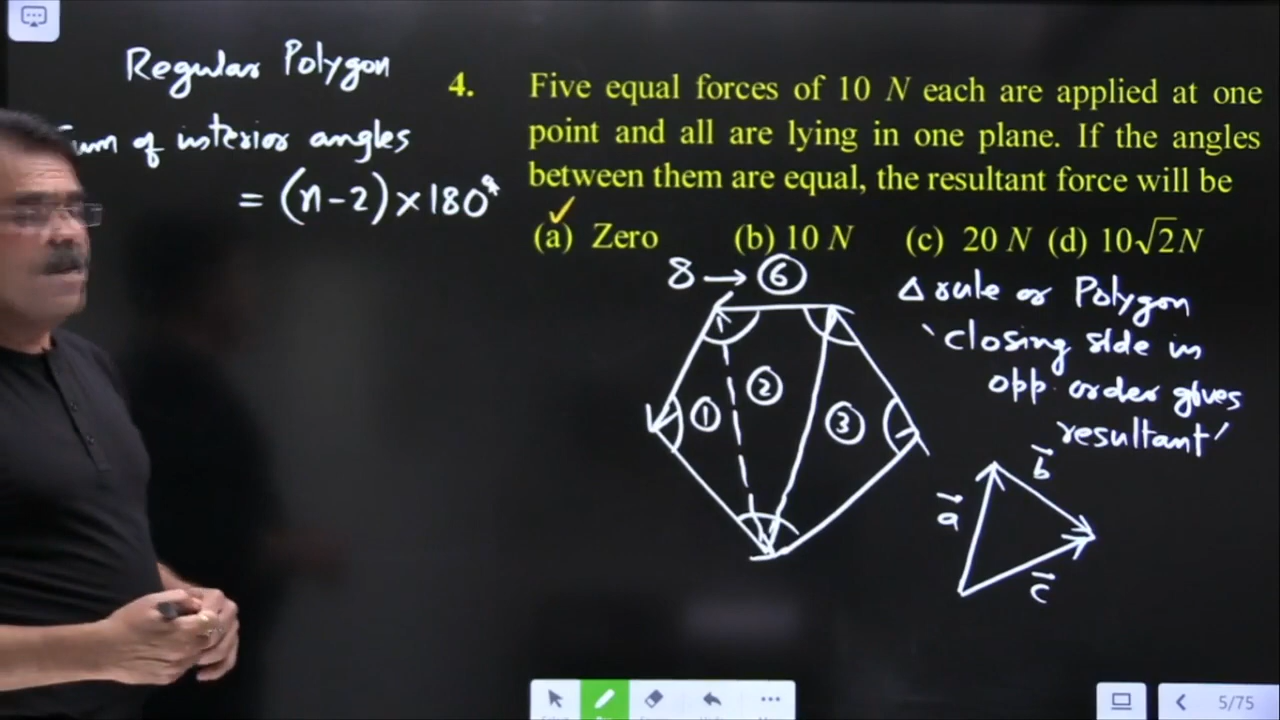 Regular Polygon
Sum of interior angles
= (n-2)×180°
4. Five equal forces of 10 N each are applied at one
point and all are lying in one plane. If the angles
between them are equal, the resultant force will be
(a) Zero (b) 10 N (c) 20 N (d) 10√2N
8 → ⑥
Δ rule or Polygon
'closing side in
opp. order gives
resultant'
①
②
③
a⃗
b⃗
c⃗
5/75